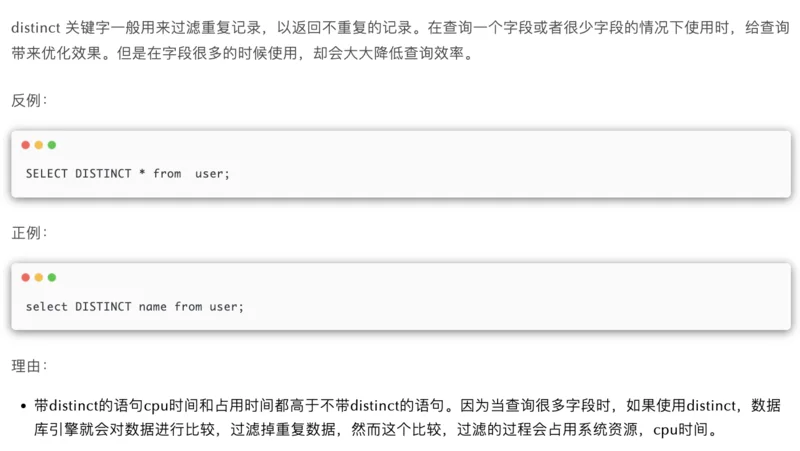 distinct 关键字一般用来过滤重复记录，以返回不重复的记录。在查询一个字段或者很少字段的情况下使用时，给查询
带来优化效果。但是在字段很多的时候使用，却会大大降低查询效率。
反例：
SELECT DISTINCT * from  user;
正例：
select DISTINCT name from user;
理由：
• 带distinct的语句cpu时间和占用时间都高于不带distinct的语句。因为当查询很多字段时，如果使用distinct，数据
库引擎就会对数据进行比较，过滤掉重复数据，然而这个比较，过滤的过程会占用系统资源，cpu时间。